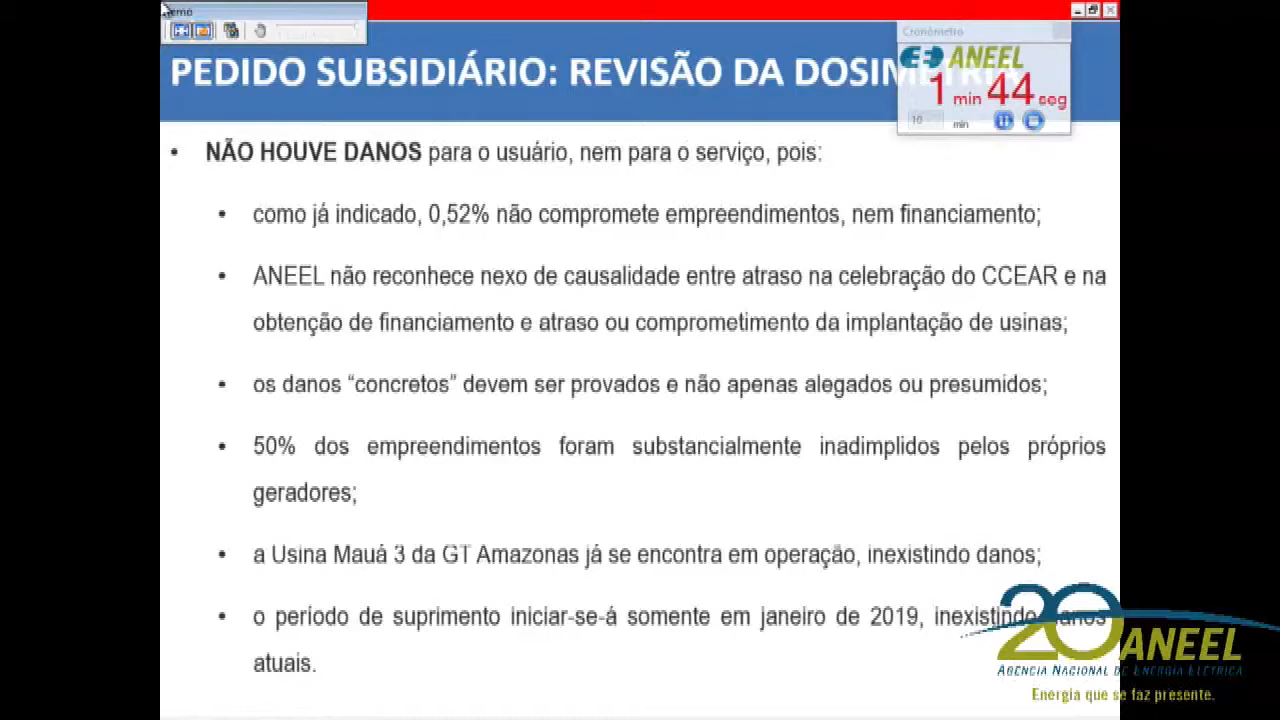 Cronômetro
ANEEL
1 min 44 seg
10 min
PEDIDO SUBSIDIÁRIO: REVISÃO DA
• NÃO HOUVE DANOS para o usuário, nem para o serviço, pois:
• como já indicado, 0,52% não compromete empreendimentos, nem financiamento;
• ANEEL não reconhece nexo de causalidade entre atraso na celebração do CCEAR e na
obtenção de financiamento e atraso ou comprometimento da implantação de usinas;
• os danos “concretos” devem ser provados e não apenas alegados ou presumidos;
• 50% dos empreendimentos foram substancialmente inadimplidos pelos próprios
geradores;
• a Usina Mauá 3 da GT Amazonas já se encontra em operação, inexistindo danos;
• o período de suprimento iniciar-se-á somente em janeiro de 2019, inexistindo danos
atuais.
20 ANEEL
AGÊNCIA NACIONAL DE ENERGIA ELÉTRICA
Energia que se faz presente.